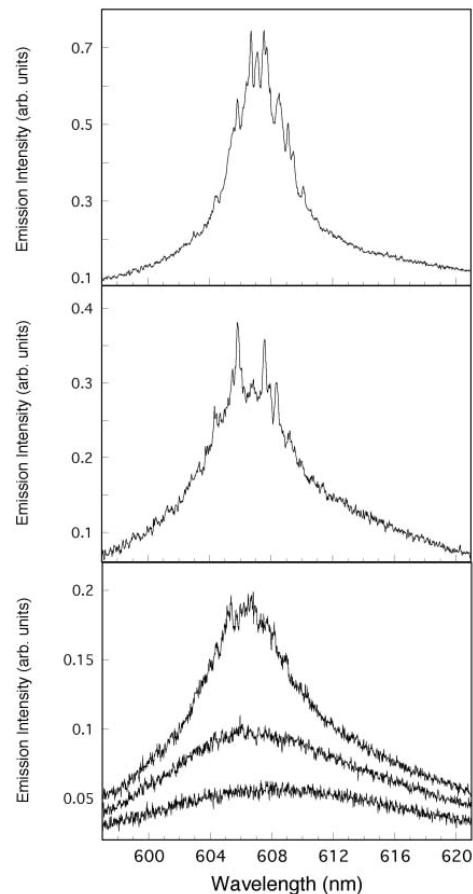 Emission Intensity (arb. units)
0.7
0.5
0.3
0.1
Emission Intensity (arb. units)
0.4
0.3
0.2
0.1
Emission Intensity (arb. units)
0.2
0.15
0.1
0.05
600 604 608 612 616 620
Wavelength (nm)